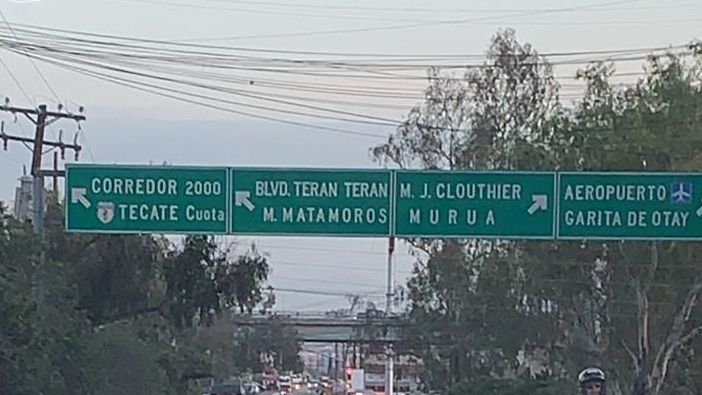 CORREDOR 2000
TECATE Cuota
BLVD. TERAN TERAN
M. MATAMOROS
M. J. CLOUTHIER
MURUA
AEROPUERTO
GARITA DE OTAY